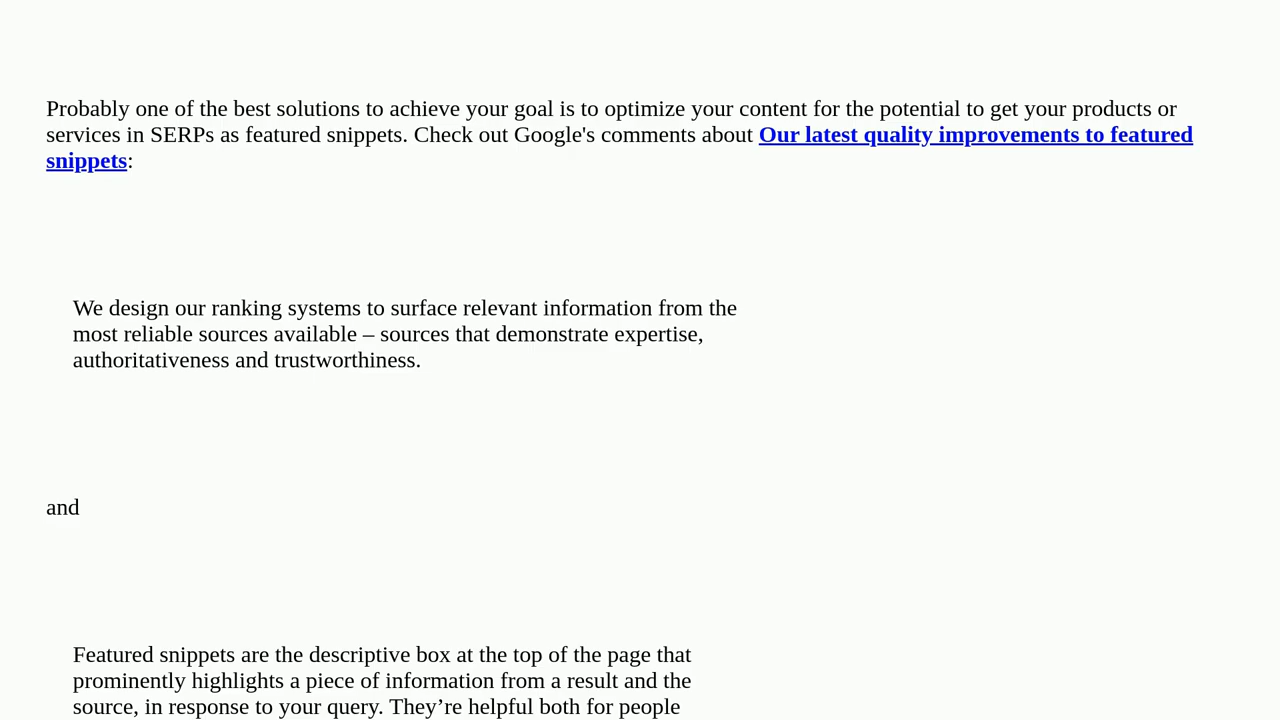 Probably one of the best solutions to achieve your goal is to optimize your content for the potential to get your products or
services in SERPs as featured snippets. Check out Google's comments about Our latest quality improvements to featured
snippets:
We design our ranking systems to surface relevant information from the
most reliable sources available – sources that demonstrate expertise,
authoritativeness and trustworthiness.
and
Featured snippets are the descriptive box at the top of the page that
prominently highlights a piece of information from a result and the
source, in response to your query. They’re helpful both for people